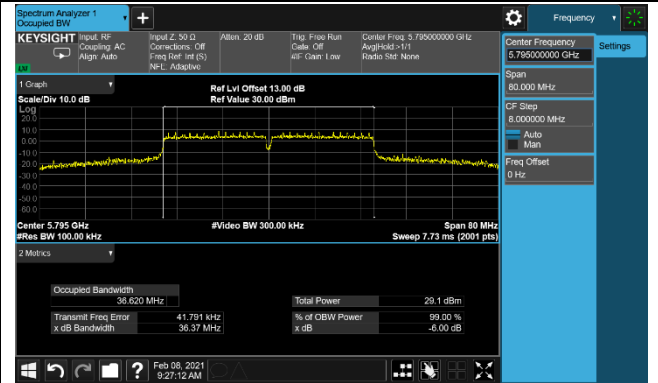 Spectrum Analyzer 1
Occupied BW
Frequency
KEYSIGHT
Input: RF
Coupling: AC
Align: Auto
Input Z: 50 Ω
Corrections: Off
Freq Ref: Int (S)
NFE: Adaptive
Atten: 20 dB
Trig: Free Run
Gate: Off
#IF Gain: Low
Center Freq: 5.795000000 GHz
Avg|Hold:>1/1
Radio Std: None
Center Frequency
5.795000000 GHz
Settings
Span
80.000 MHz
CF Step
8.000000 MHz
Auto
Man
Freq Offset
0 Hz
1 Graph
Scale/Div 10.0 dB
Ref Lvl Offset 13.00 dB
Ref Value 30.00 dBm
Log
20.0
10.0
0.00
-10.0
-20.0
-30.0
-40.0
-50.0
-60.0
Center 5.795 GHz
#Video BW 300.00 kHz
Span 80 MHz
#Res BW 100.00 kHz
Sweep 7.73 ms (2001 pts)
2 Metrics
Occupied Bandwidth
36.620 MHz
Total Power
29.1 dBm
Transmit Freq Error
41.791 kHz
% of OBW Power
99.00 %
x dB Bandwidth
36.37 MHz
x dB
-6.00 dB
Feb 08, 2021
9:27:12 AM